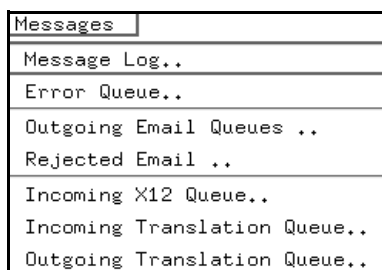 Messages
Message Log..
Error Queue..
Outgoing Email Queues ..
Rejected Email ..
Incoming X12 Queue..
Incoming Translation Queue..
Outgoing Translation Queue..